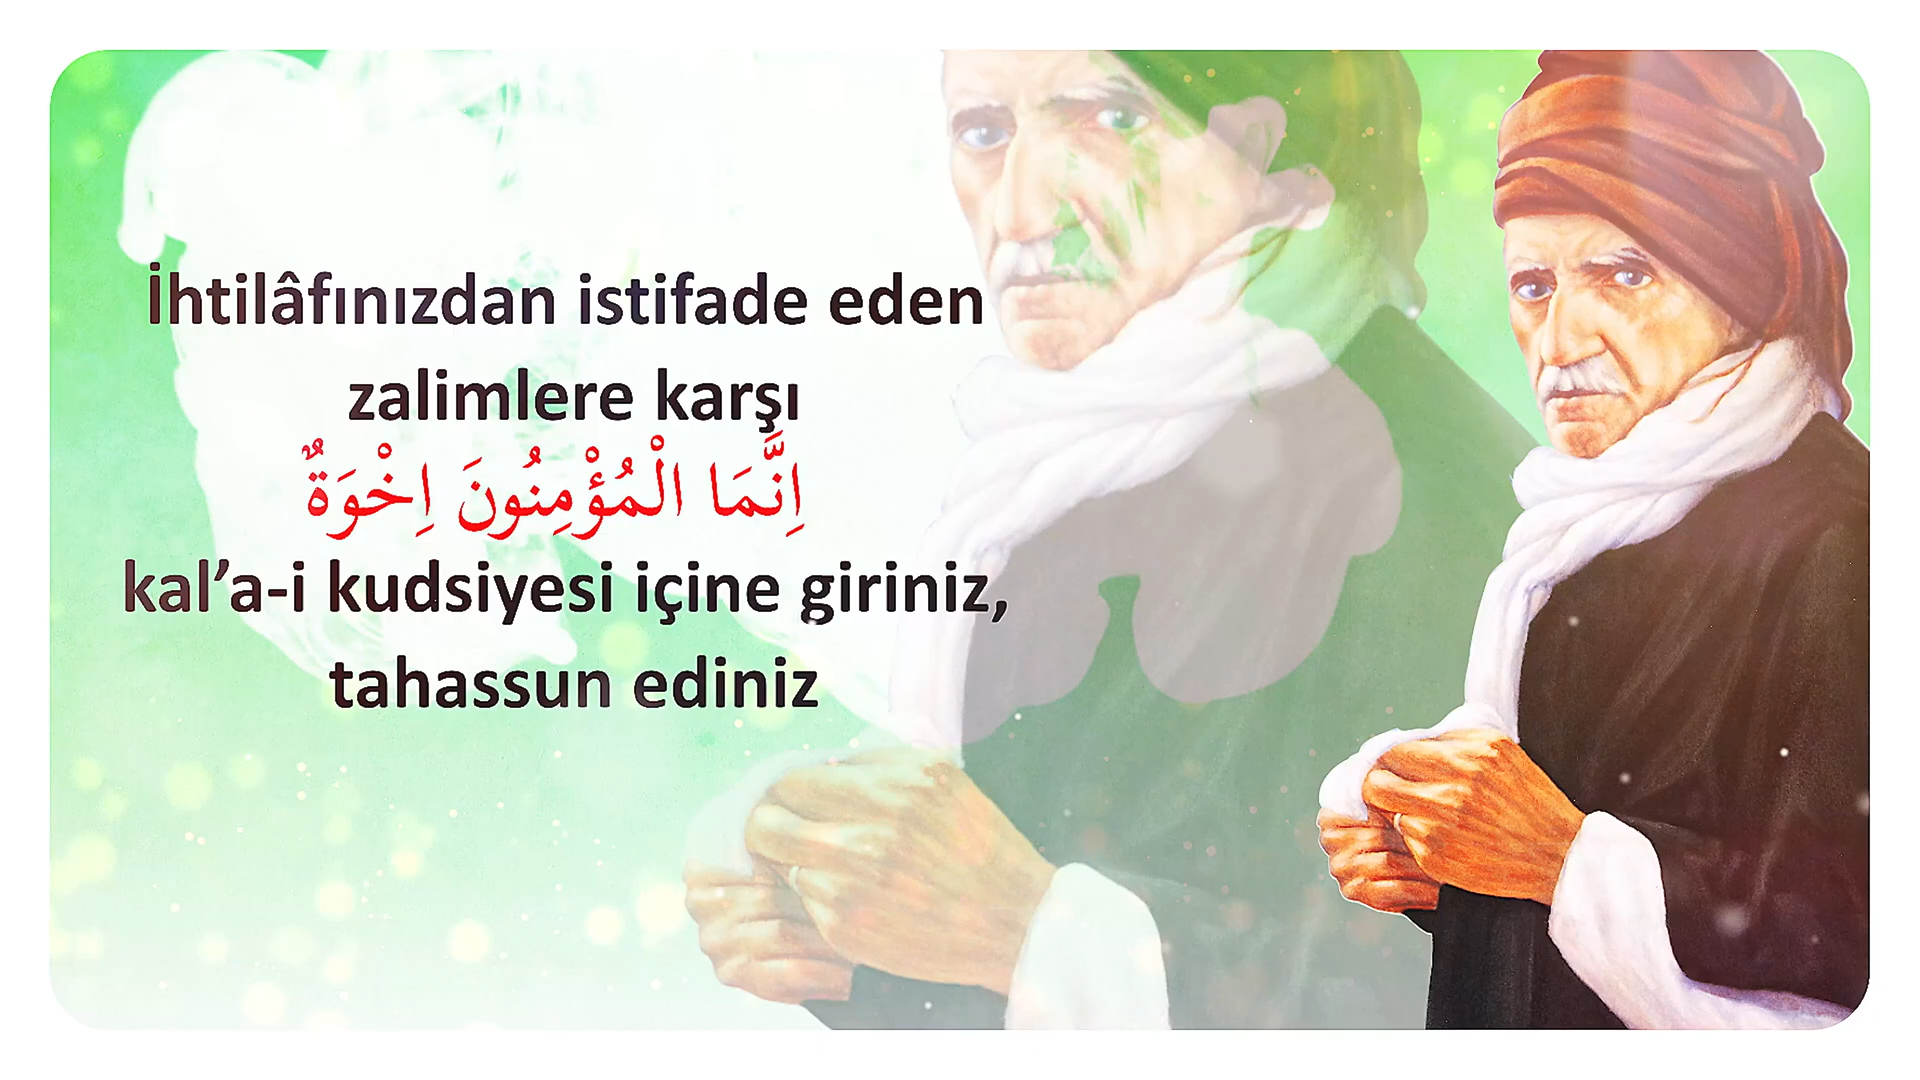 İhtilâfınızdan istifade eden
zalimlere karşı
اِنَّمَا الْمُؤْمِنُونَ اِخْوَةٌ
kal’a-i kudsiyesi içine giriniz,
tahassun ediniz